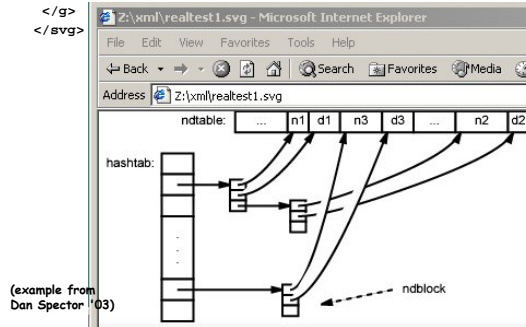 </g>
</svg>
Z:\xml\realtest1.svg - Microsoft Internet Explorer
File Edit View Favorites Tools Help
Back Search Favorites Media
Address Z:\xml\realtest1.svg
ndtable: ... n1 d1 n3 d3 ... n2 d2
hashtab:
.
.
.
ndblock
(example from
Dan Spector '03)